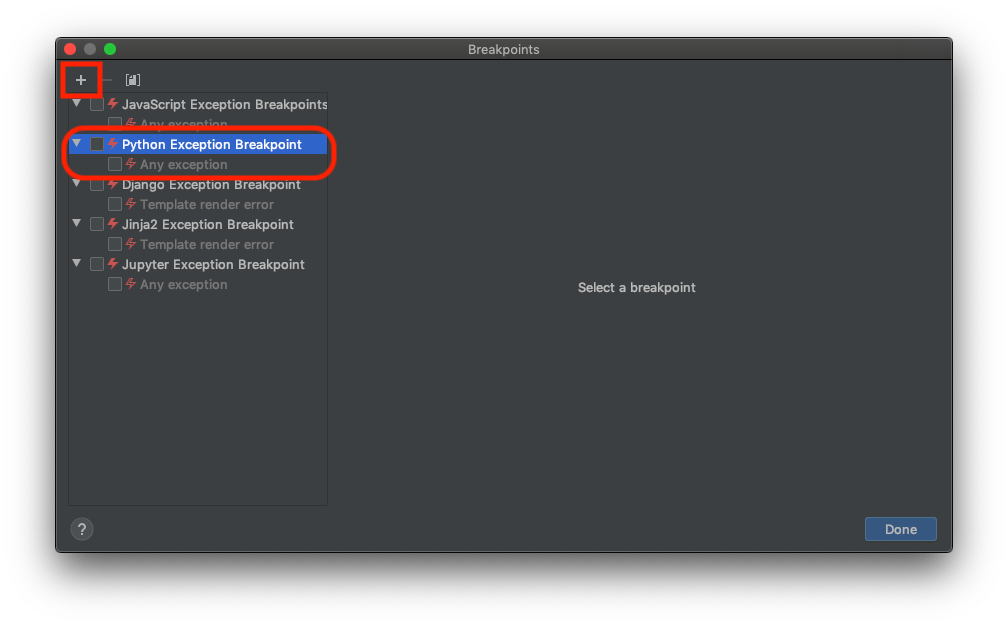 Breakpoints
+
JavaScript Exception Breakpoints
Any exception
Python Exception Breakpoint
Any exception
Django Exception Breakpoint
Template render error
Jinja2 Exception Breakpoint
Template render error
Jupyter Exception Breakpoint
Any exception
Select a breakpoint
?
Done